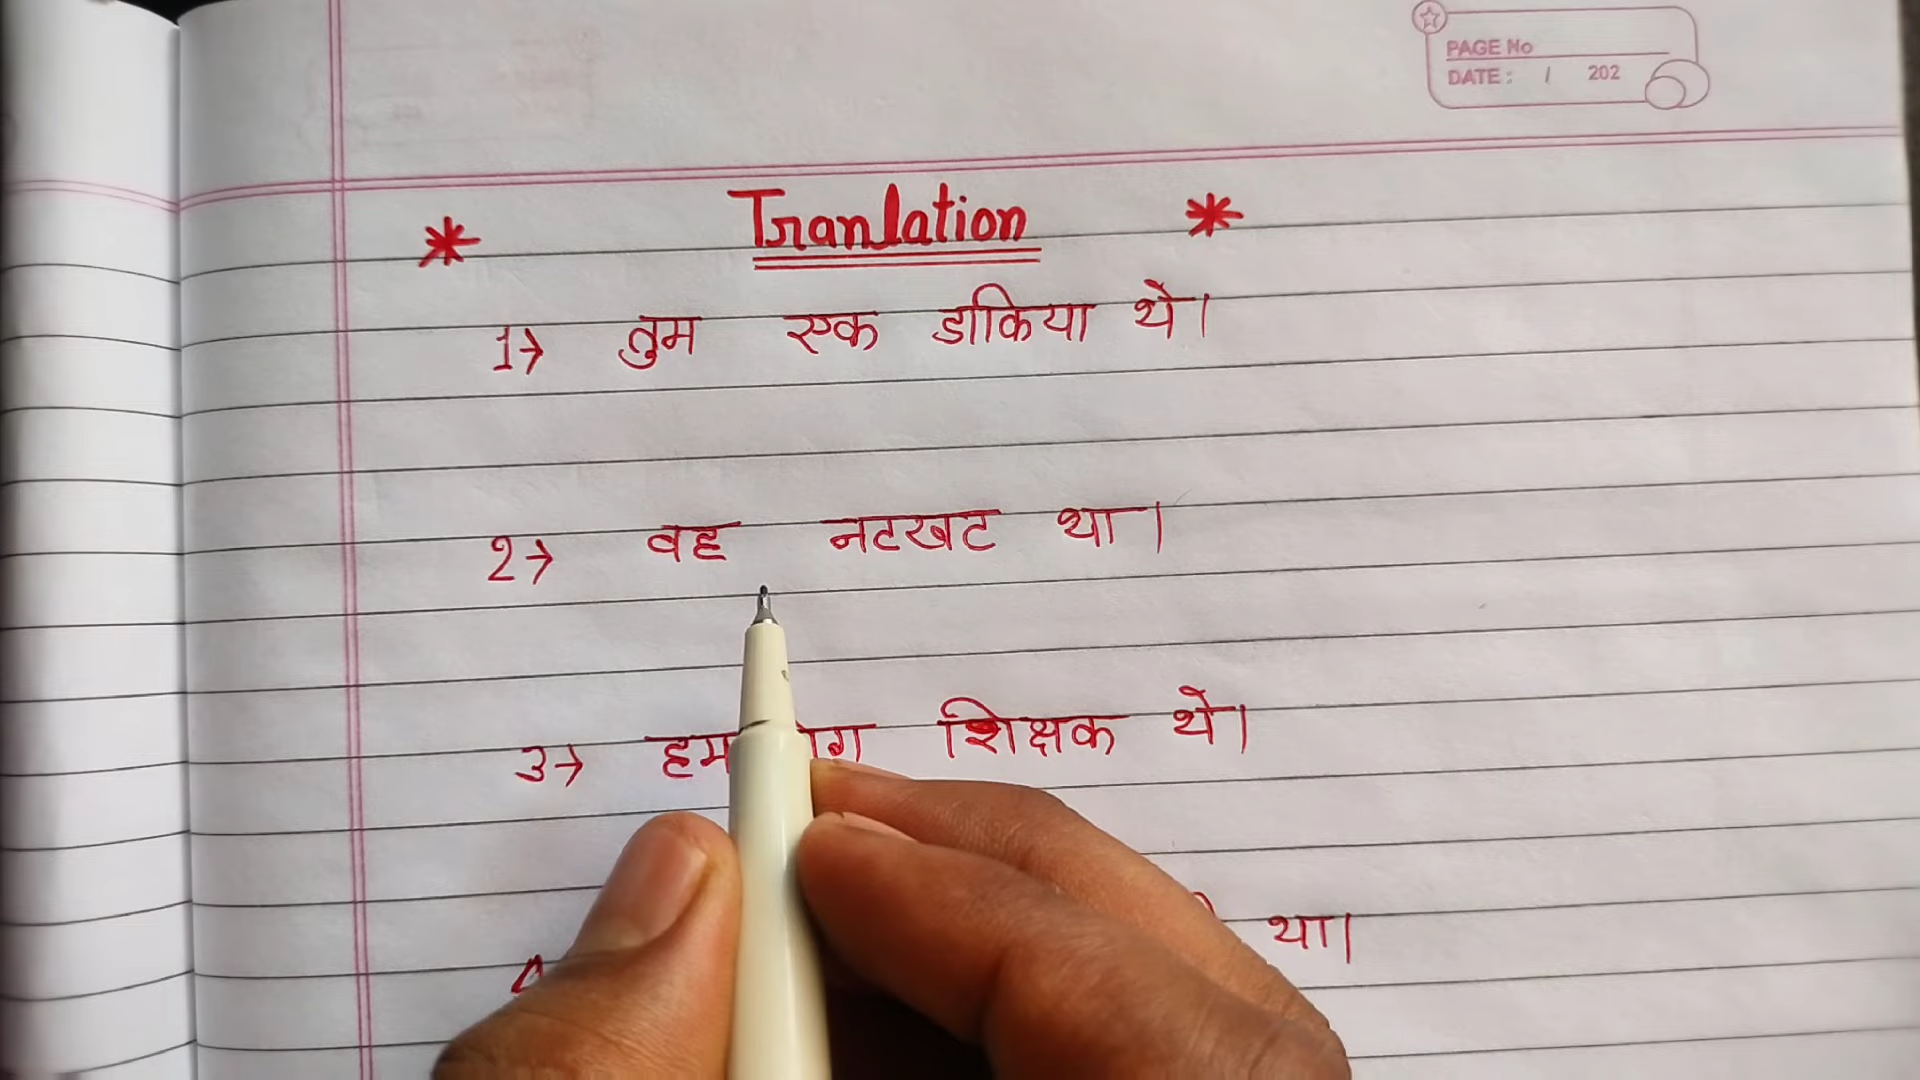 PAGE No
DATE : / 202
* Tranlation *
1→ तुम एक डाकिया थे।
2→ वह नटखट था।
3→ हम शिक्षक थे।
था।